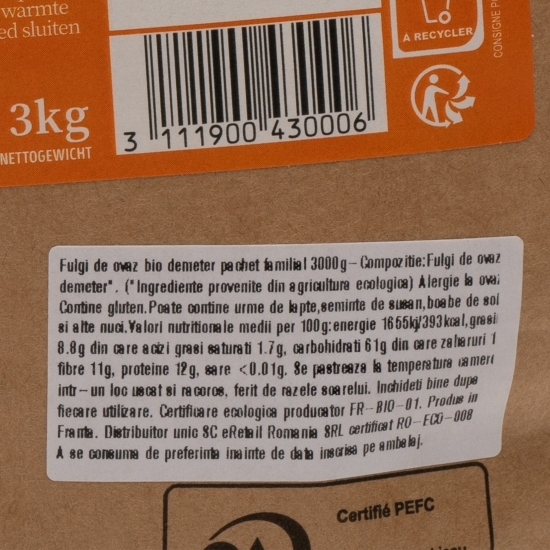 warmte
ed sluiten
3kg
NETTOGEWICHT
3 111900 430006
À RECYCLER
CONSIGNE P
Fulgi de ovaz bio demeter pachet familial 3000g - Compozitie:Fulgi de ovaz
demeter*. (*Ingrediente provenite din agricultura ecologica) Alergie la ovaz
Contine gluten.Poate contine urme de lapte,seminte de susan,boabe de soi
si alte nuci.Valori nutritionale medii per 100g:energie 1655kj/393kcal,grasi
8.8g din care acizi grasi saturati 1.7g, carbohidrati 61g din care zaharuri 1
fibre 11g, proteine 12g, sare <0.01g. Se pastreaza la temperatura camere
intr-un loc uscat si racoros, ferit de razele soarelui. Inchideti bine dupa
fiecare utilizare. Certificare ecologica producator FR-BIO-01. Produs in
Franta. Distribuitor unic SC eRetail Romania SRL certificat RO-ECO-008
A se consuma de preferinta inainte de data inscrisa pe ambalaj.
Certifié PEFC